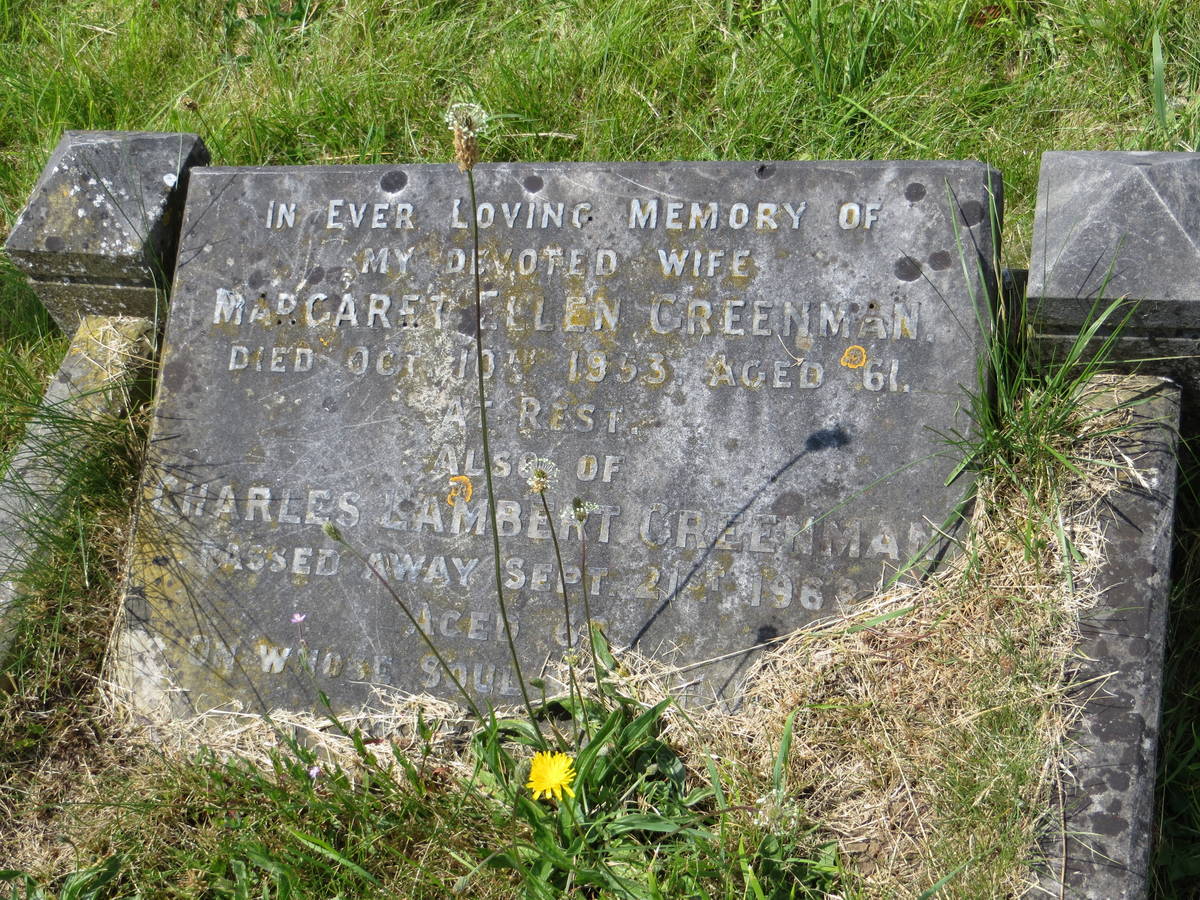 IN EVER LOVING MEMORY OF
MY DEVOTED WIFE
MARGARET ELLEN GREENMAN.
DIED OCT. 10TH 1953. AGED 61.
AT REST.
ALSO OF
CHARLES LAMBERT GREENMAN
PASSED AWAY SEPT. 21ST 1968
AGED
ON WHOSE SOUL